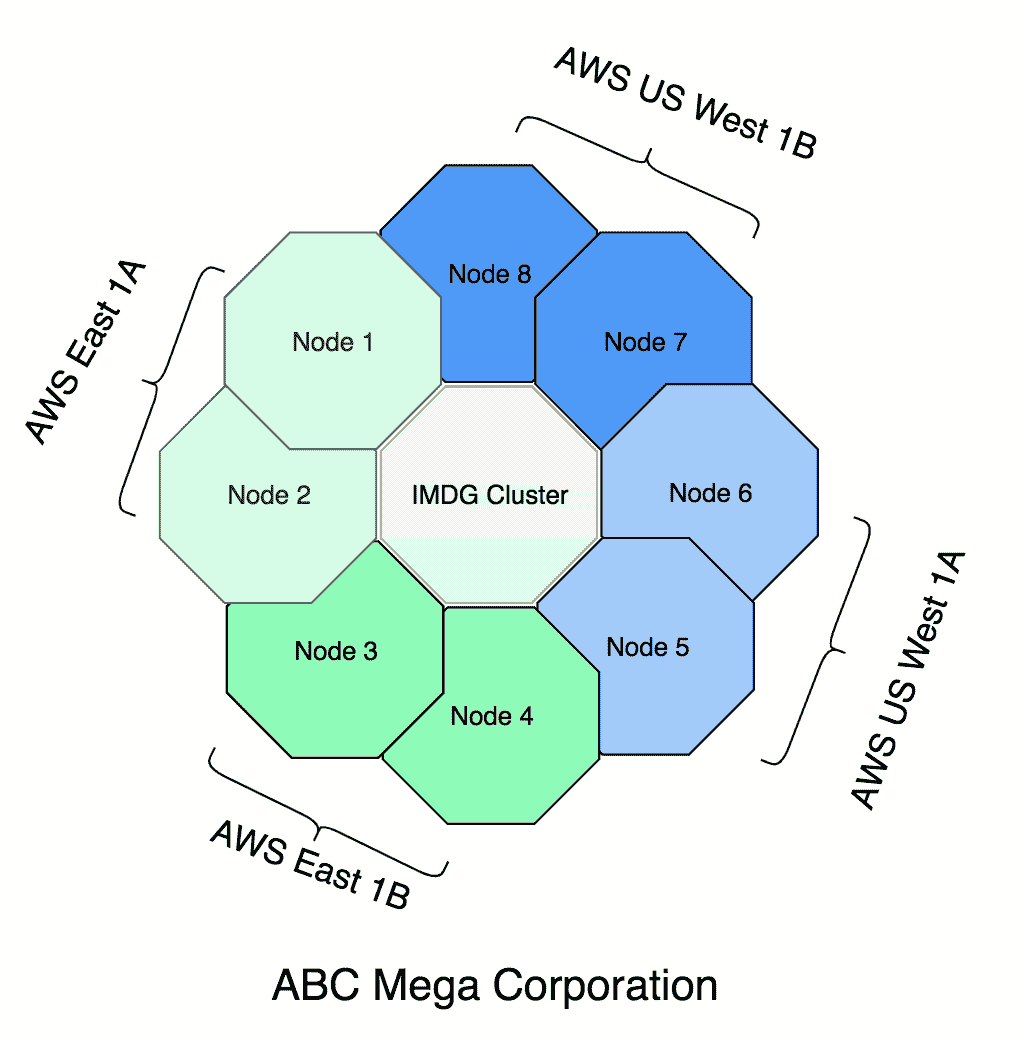 AWS US West 1B
AWS East 1A
Node 8
Node 1
Node 7
Node 2
IMDG Cluster
Node 6
Node 3
Node 5
Node 4
AWS US West 1A
AWS East 1B
ABC Mega Corporation